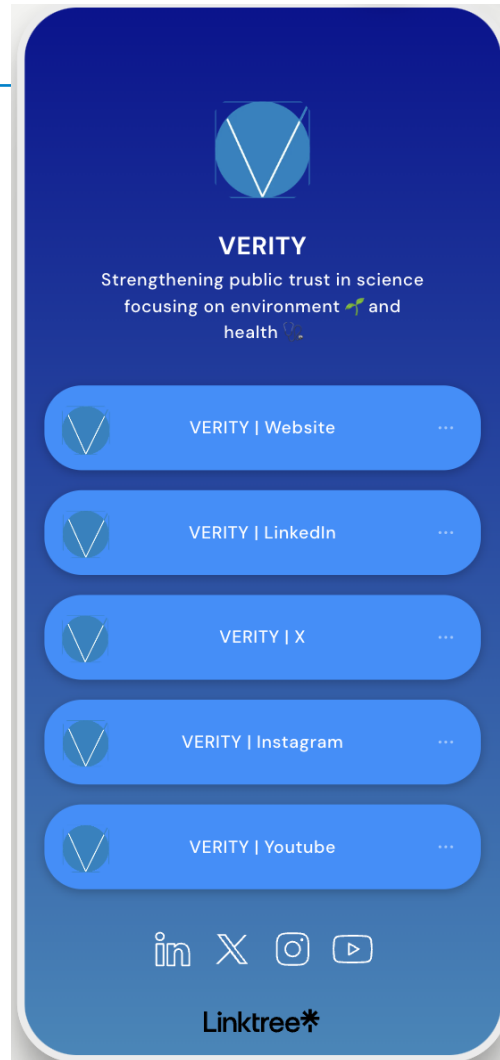 VERITY
Strengthening public trust in science
focusing on environment 🌱 and
health 🩺
VERITY | Website
VERITY | LinkedIn
VERITY | X
VERITY | Instagram
VERITY | Youtube
in X
Linktree*